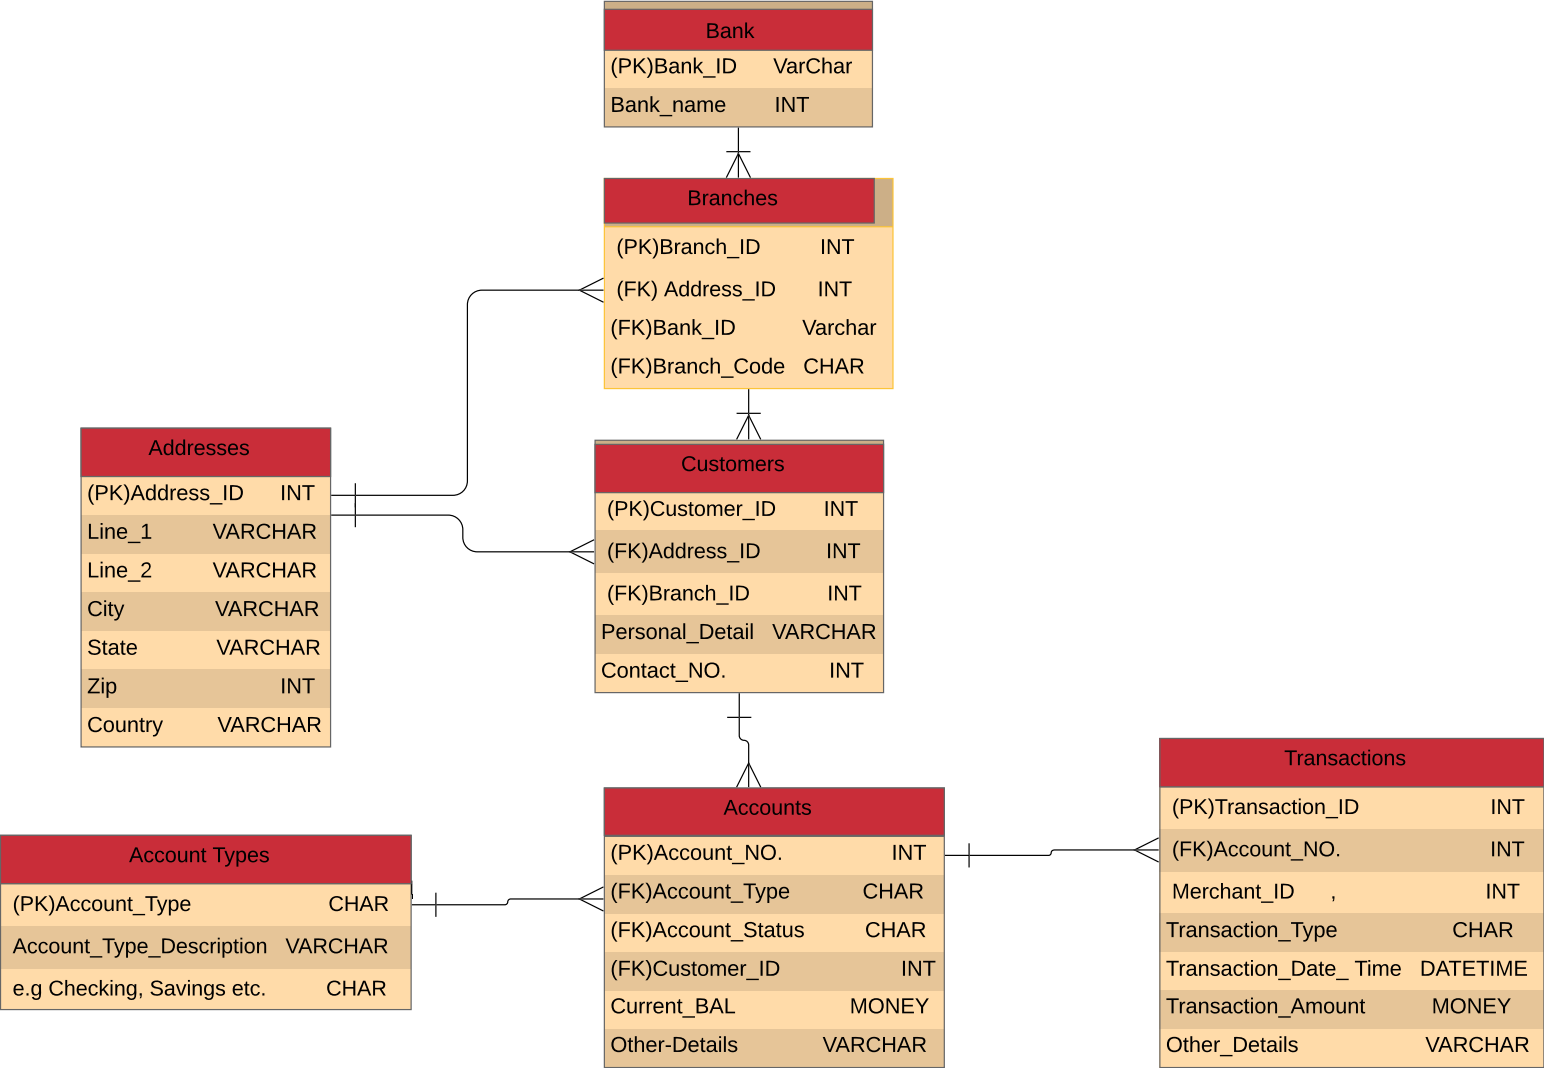 Bank
(PK)Bank_ID VarChar
Bank_name INT
Branches
(PK)Branch_ID INT
(FK) Address_ID INT
(FK)Bank_ID Varchar
(FK)Branch_Code CHAR
Addresses
(PK)Address_ID INT
Line_1 VARCHAR
Line_2 VARCHAR
City VARCHAR
State VARCHAR
Zip INT
Country VARCHAR
Customers
(PK)Customer_ID INT
(FK)Address_ID INT
(FK)Branch_ID INT
Personal_Detail VARCHAR
Contact_NO. INT
Account Types
(PK)Account_Type CHAR
Account_Type_Description VARCHAR
e.g Checking, Savings etc. CHAR
Accounts
(PK)Account_NO. INT
(FK)Account_Type CHAR
(FK)Account_Status CHAR
(FK)Customer_ID INT
Current_BAL MONEY
Other-Details VARCHAR
Transactions
(PK)Transaction_ID INT
(FK)Account_NO. INT
Merchant_ID , INT
Transaction_Type CHAR
Transaction_Date_ Time DATETIME
Transaction_Amount MONEY
Other_Details VARCHAR